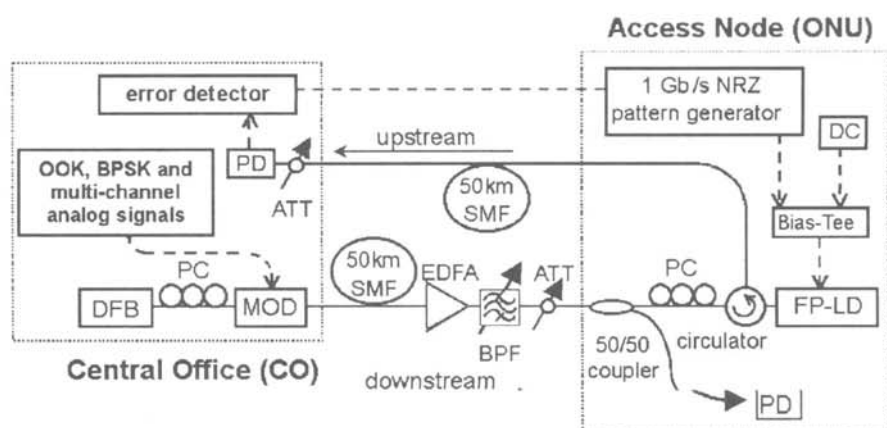 Access Node (ONU)
error detector
1 Gb/s NRZ
pattern generator
DC
upstream
PD
ATT
OOK, BPSK and
multi-channel
analog signals
50km
SMF
Bias-Tee
PC
DFB
MOD
50km
SMF
EDFA
BPF
ATT
PC
circulator
FP-LD
50/50
coupler
Central Office (CO)
downstream
PD